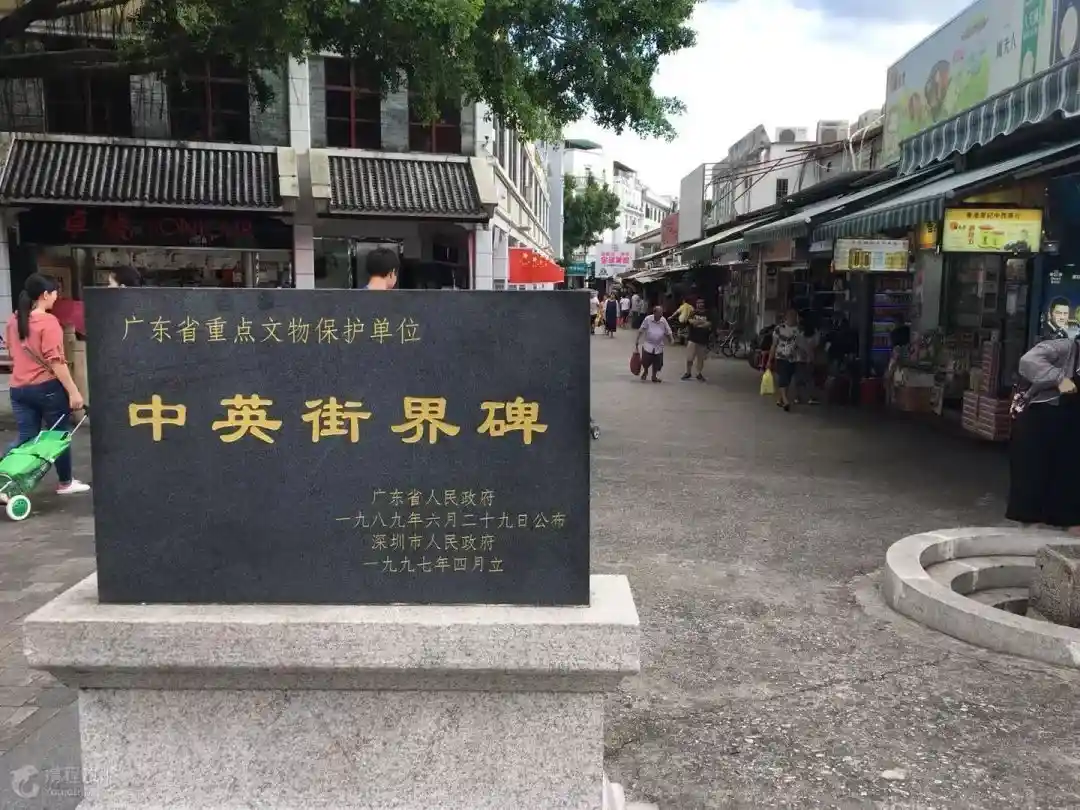 广东省重点文物保护单位
中英街界碑
广东省人民政府
一九八九年六月二十九日公布
深圳市人民政府
一九九七年四月立